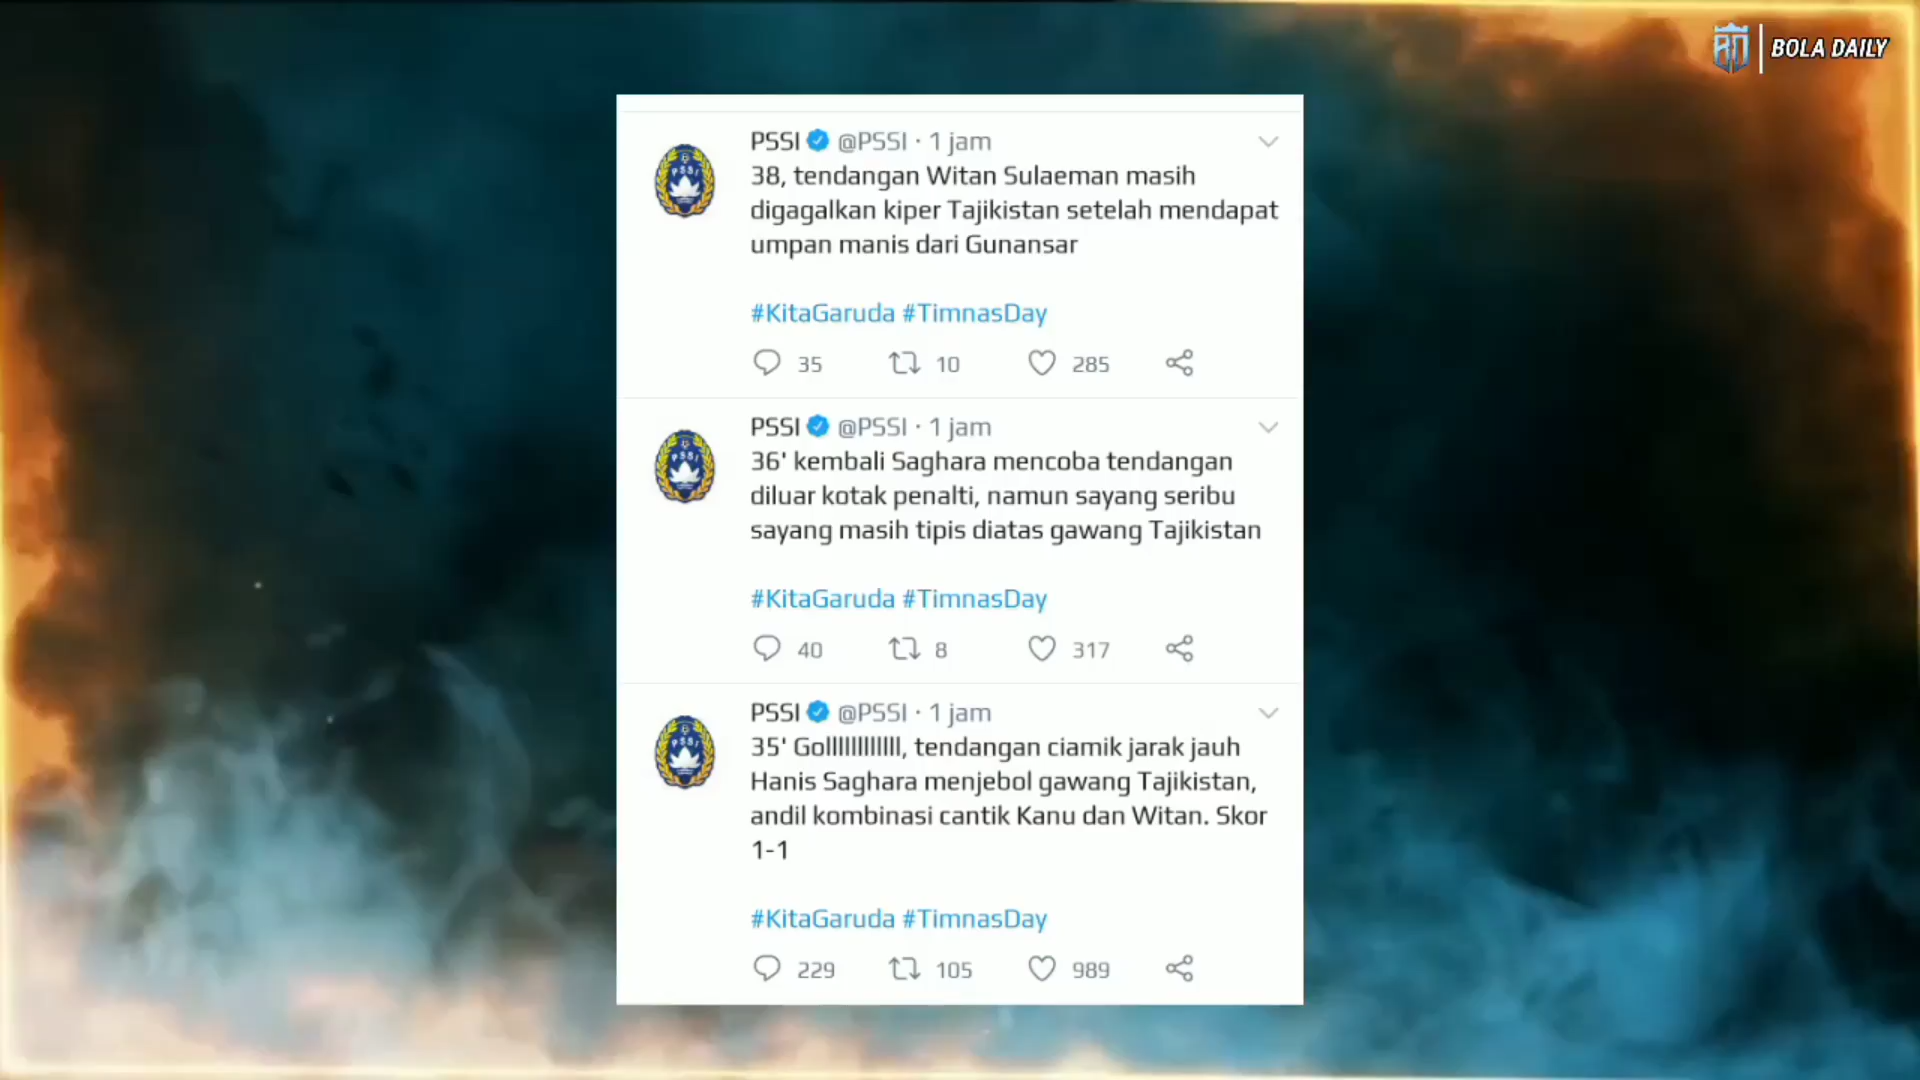 BOLA DAILY
PSSI @PSSI · 1 jam
38, tendangan Witan Sulaeman masih
digagalkan kiper Tajikistan setelah mendapat
umpan manis dari Gunansar
#KitaGaruda #TimnasDay
35 10 285
PSSI @PSSI · 1 jam
36' kembali Saghara mencoba tendangan
diluar kotak penalti, namun sayang seribu
sayang masih tipis diatas gawang Tajikistan
#KitaGaruda #TimnasDay
40 8 317
PSSI @PSSI · 1 jam
35' Gollllllllllll, tendangan ciamik jarak jauh
Hanis Saghara menjebol gawang Tajikistan,
andil kombinasi cantik Kanu dan Witan. Skor
1-1
#KitaGaruda #TimnasDay
229 105 989